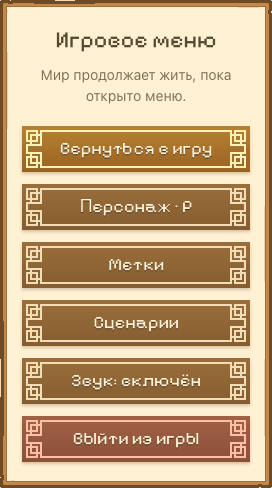 Игровое меню
Мир продолжает жить, пока
открыто меню.
Вернуться в игру
Персонаж · P
Метки
Сценарии
Звук: включён
Выйти из игры